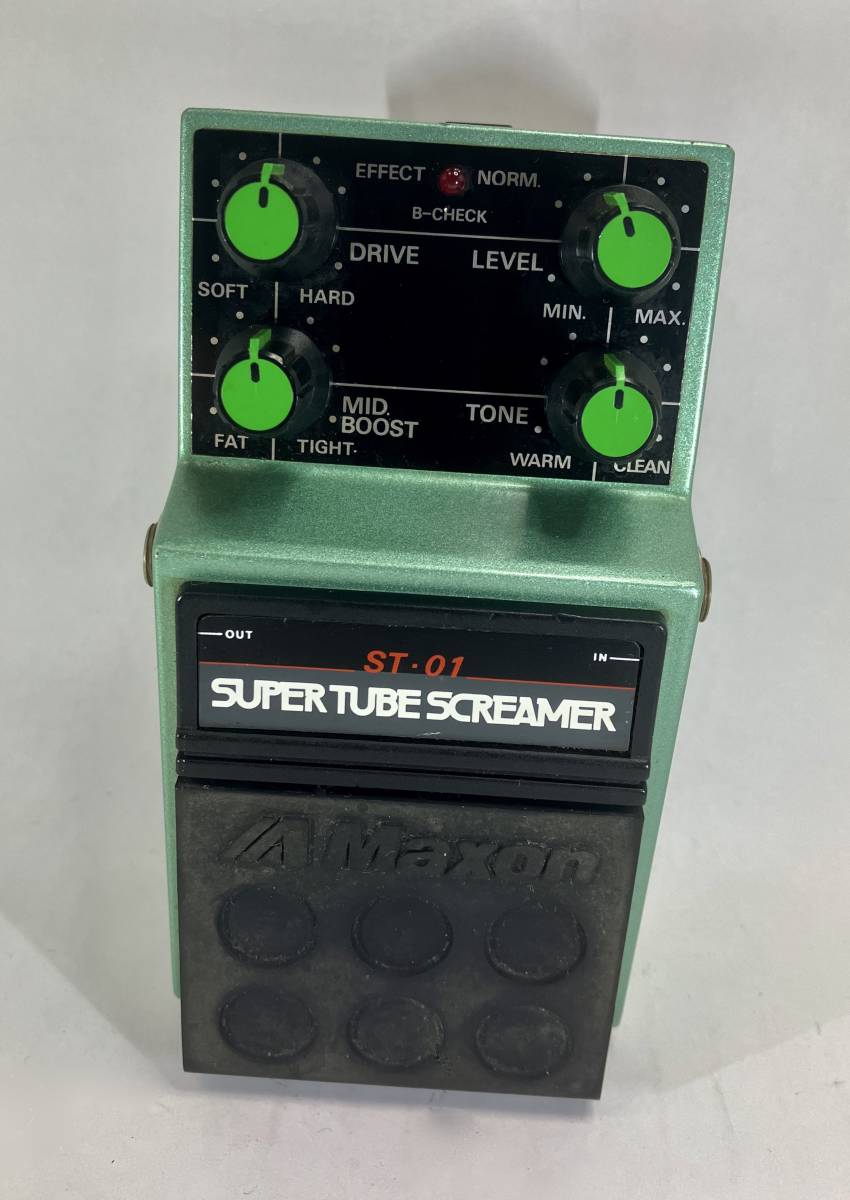 EFFECT NORM.
B-CHECK
DRIVE LEVEL
SOFT HARD MIN. MAX.
MID.
BOOST TONE
FAT TIGHT WARM CLEAN
OUT IN
ST·01
SUPER TUBE SCREAMER
Maxon